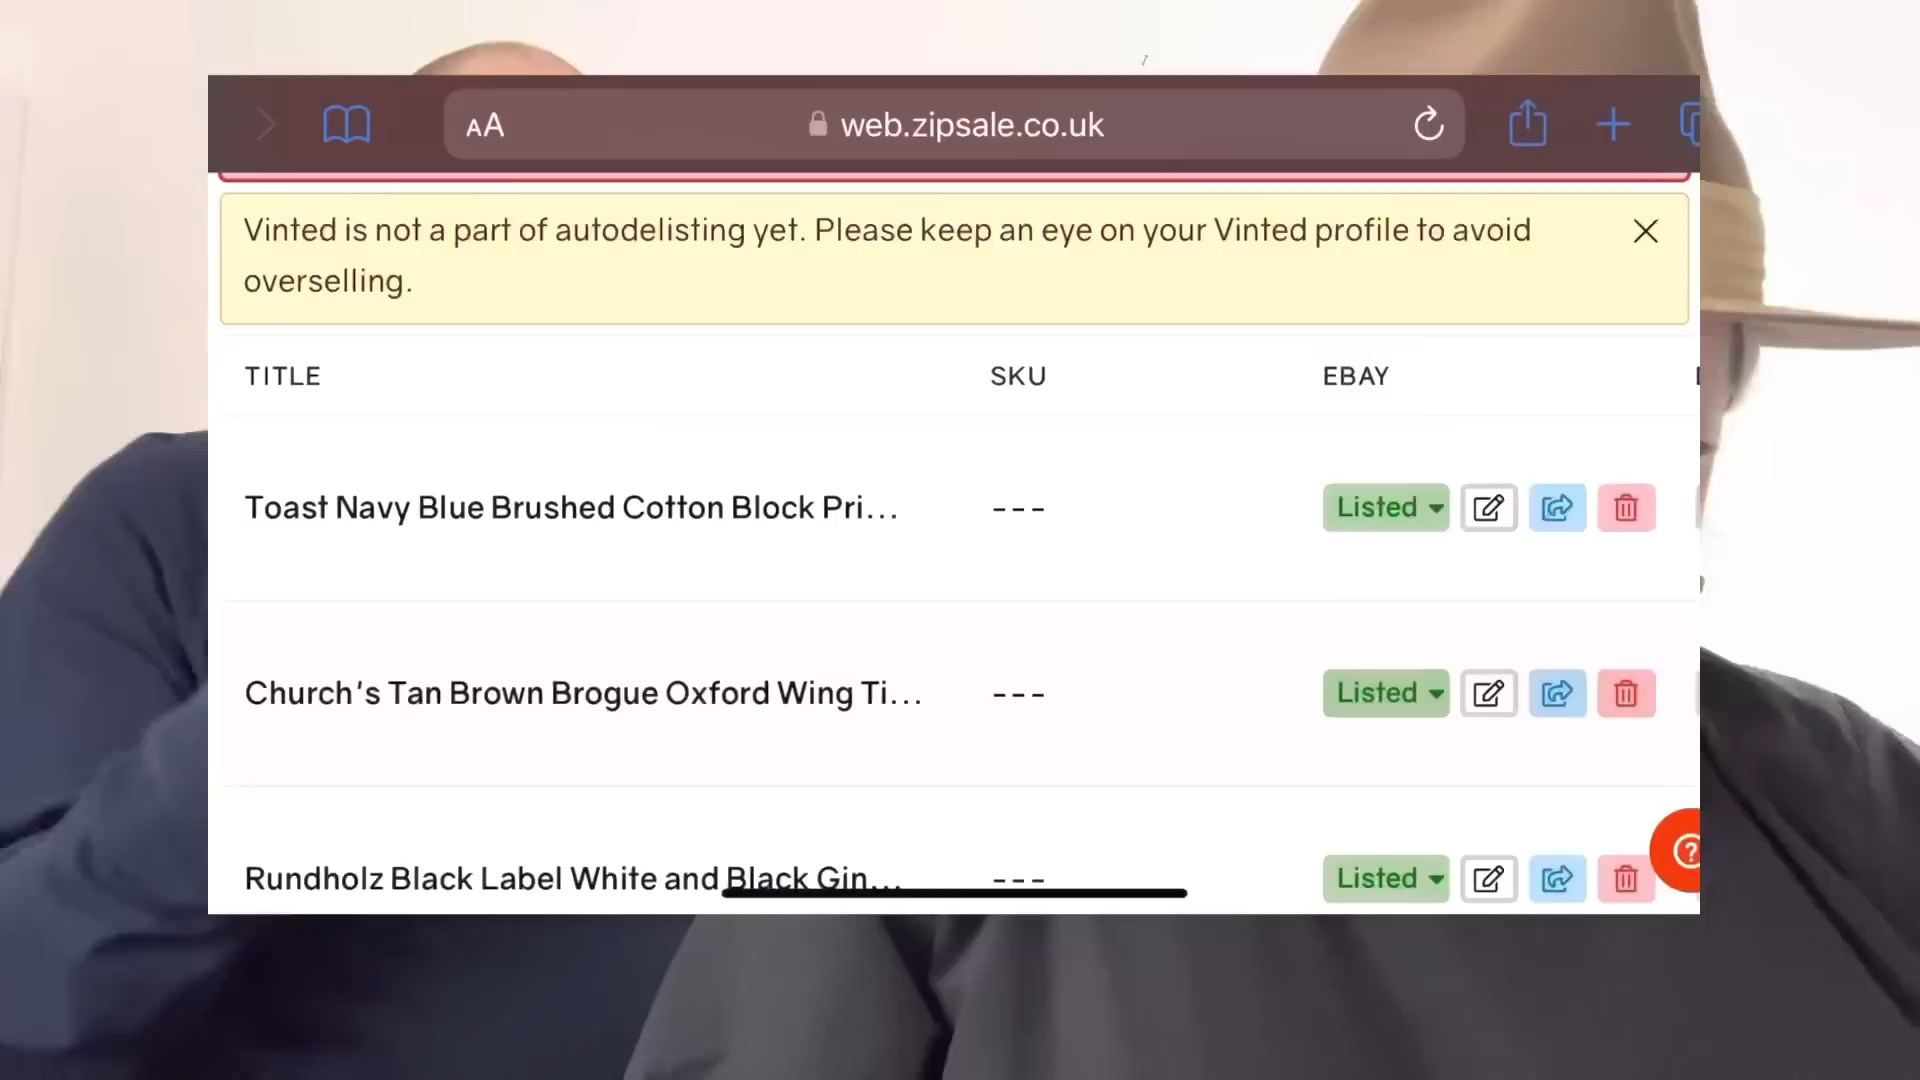 AA web.zipsale.co.uk
Vinted is not a part of autodelisting yet. Please keep an eye on your Vinted profile to avoid
overselling.
TITLE SKU EBAY
Toast Navy Blue Brushed Cotton Block Pri... --- Listed
Church's Tan Brown Brogue Oxford Wing Ti... --- Listed
Rundholz Black Label White and Black Gin... --- Listed
?